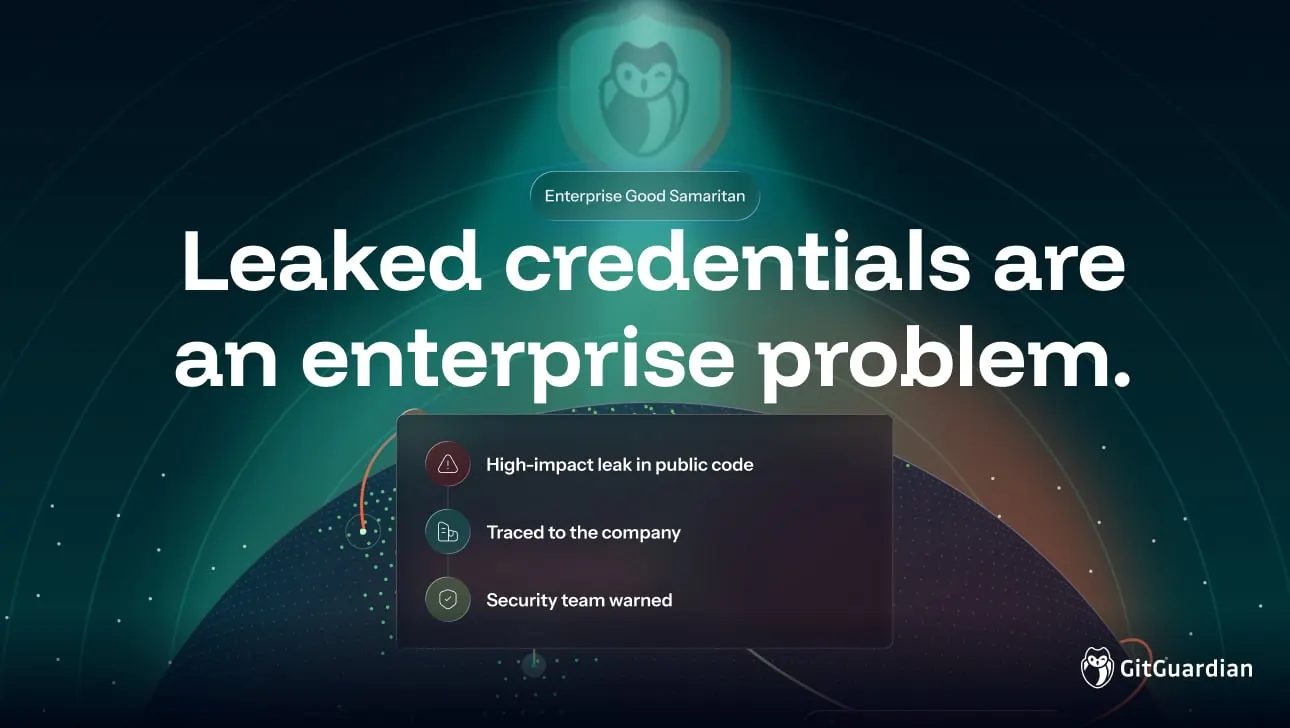 Enterprise Good Samaritan
Leaked credentials are
an enterprise problem.
High-impact leak in public code
Traced to the company
Security team warned
GitGuardian